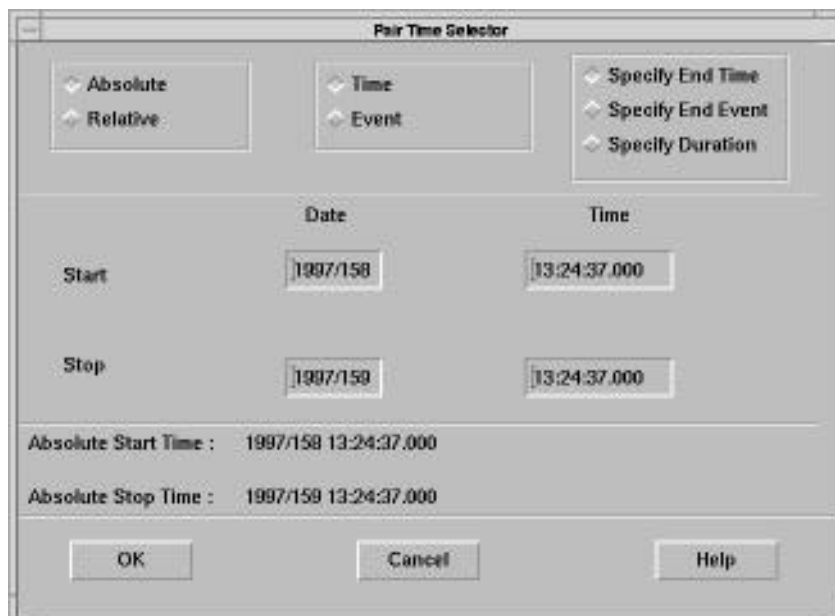 Pair Time Selector
Absolute
Relative
Time
Event
Specify End Time
Specify End Event
Specify Duration
Date Time
Start 1997/158 13:24:37.000
Stop 1997/159 13:24:37.000
Absolute Start Time : 1997/158 13:24:37.000
Absolute Stop Time : 1997/159 13:24:37.000
OK Cancel Help